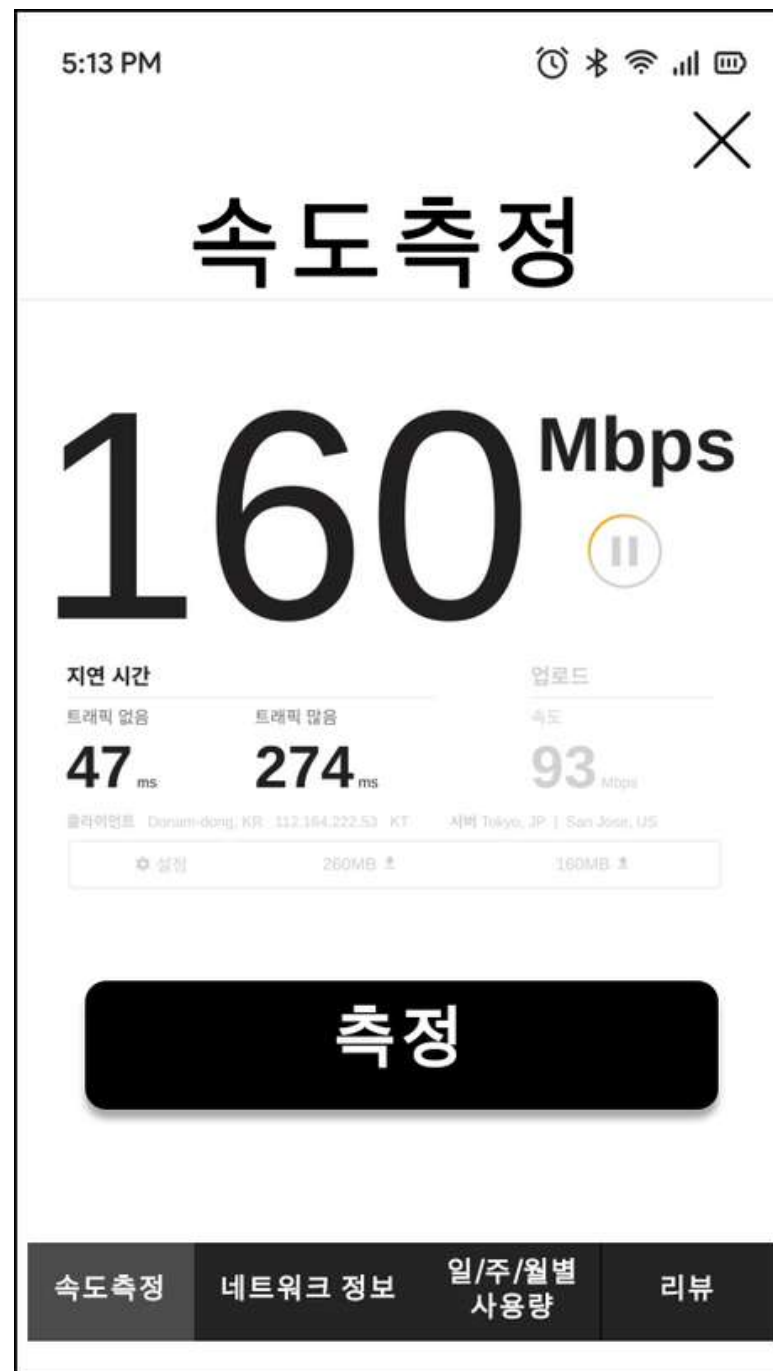 5:13 PM
속도측정
160 Mbps
지연 시간 업로드
트래픽 없음 트래픽 많음 속도
47 ms 274 ms 93 Mbps
클라이언트 Donam-dong, KR 112.164.222.53 KT 서버 Tokyo, JP | San Jose, US
설정 260MB 160MB
측정
속도측정 네트워크 정보 일/주/월별 사용량 리뷰